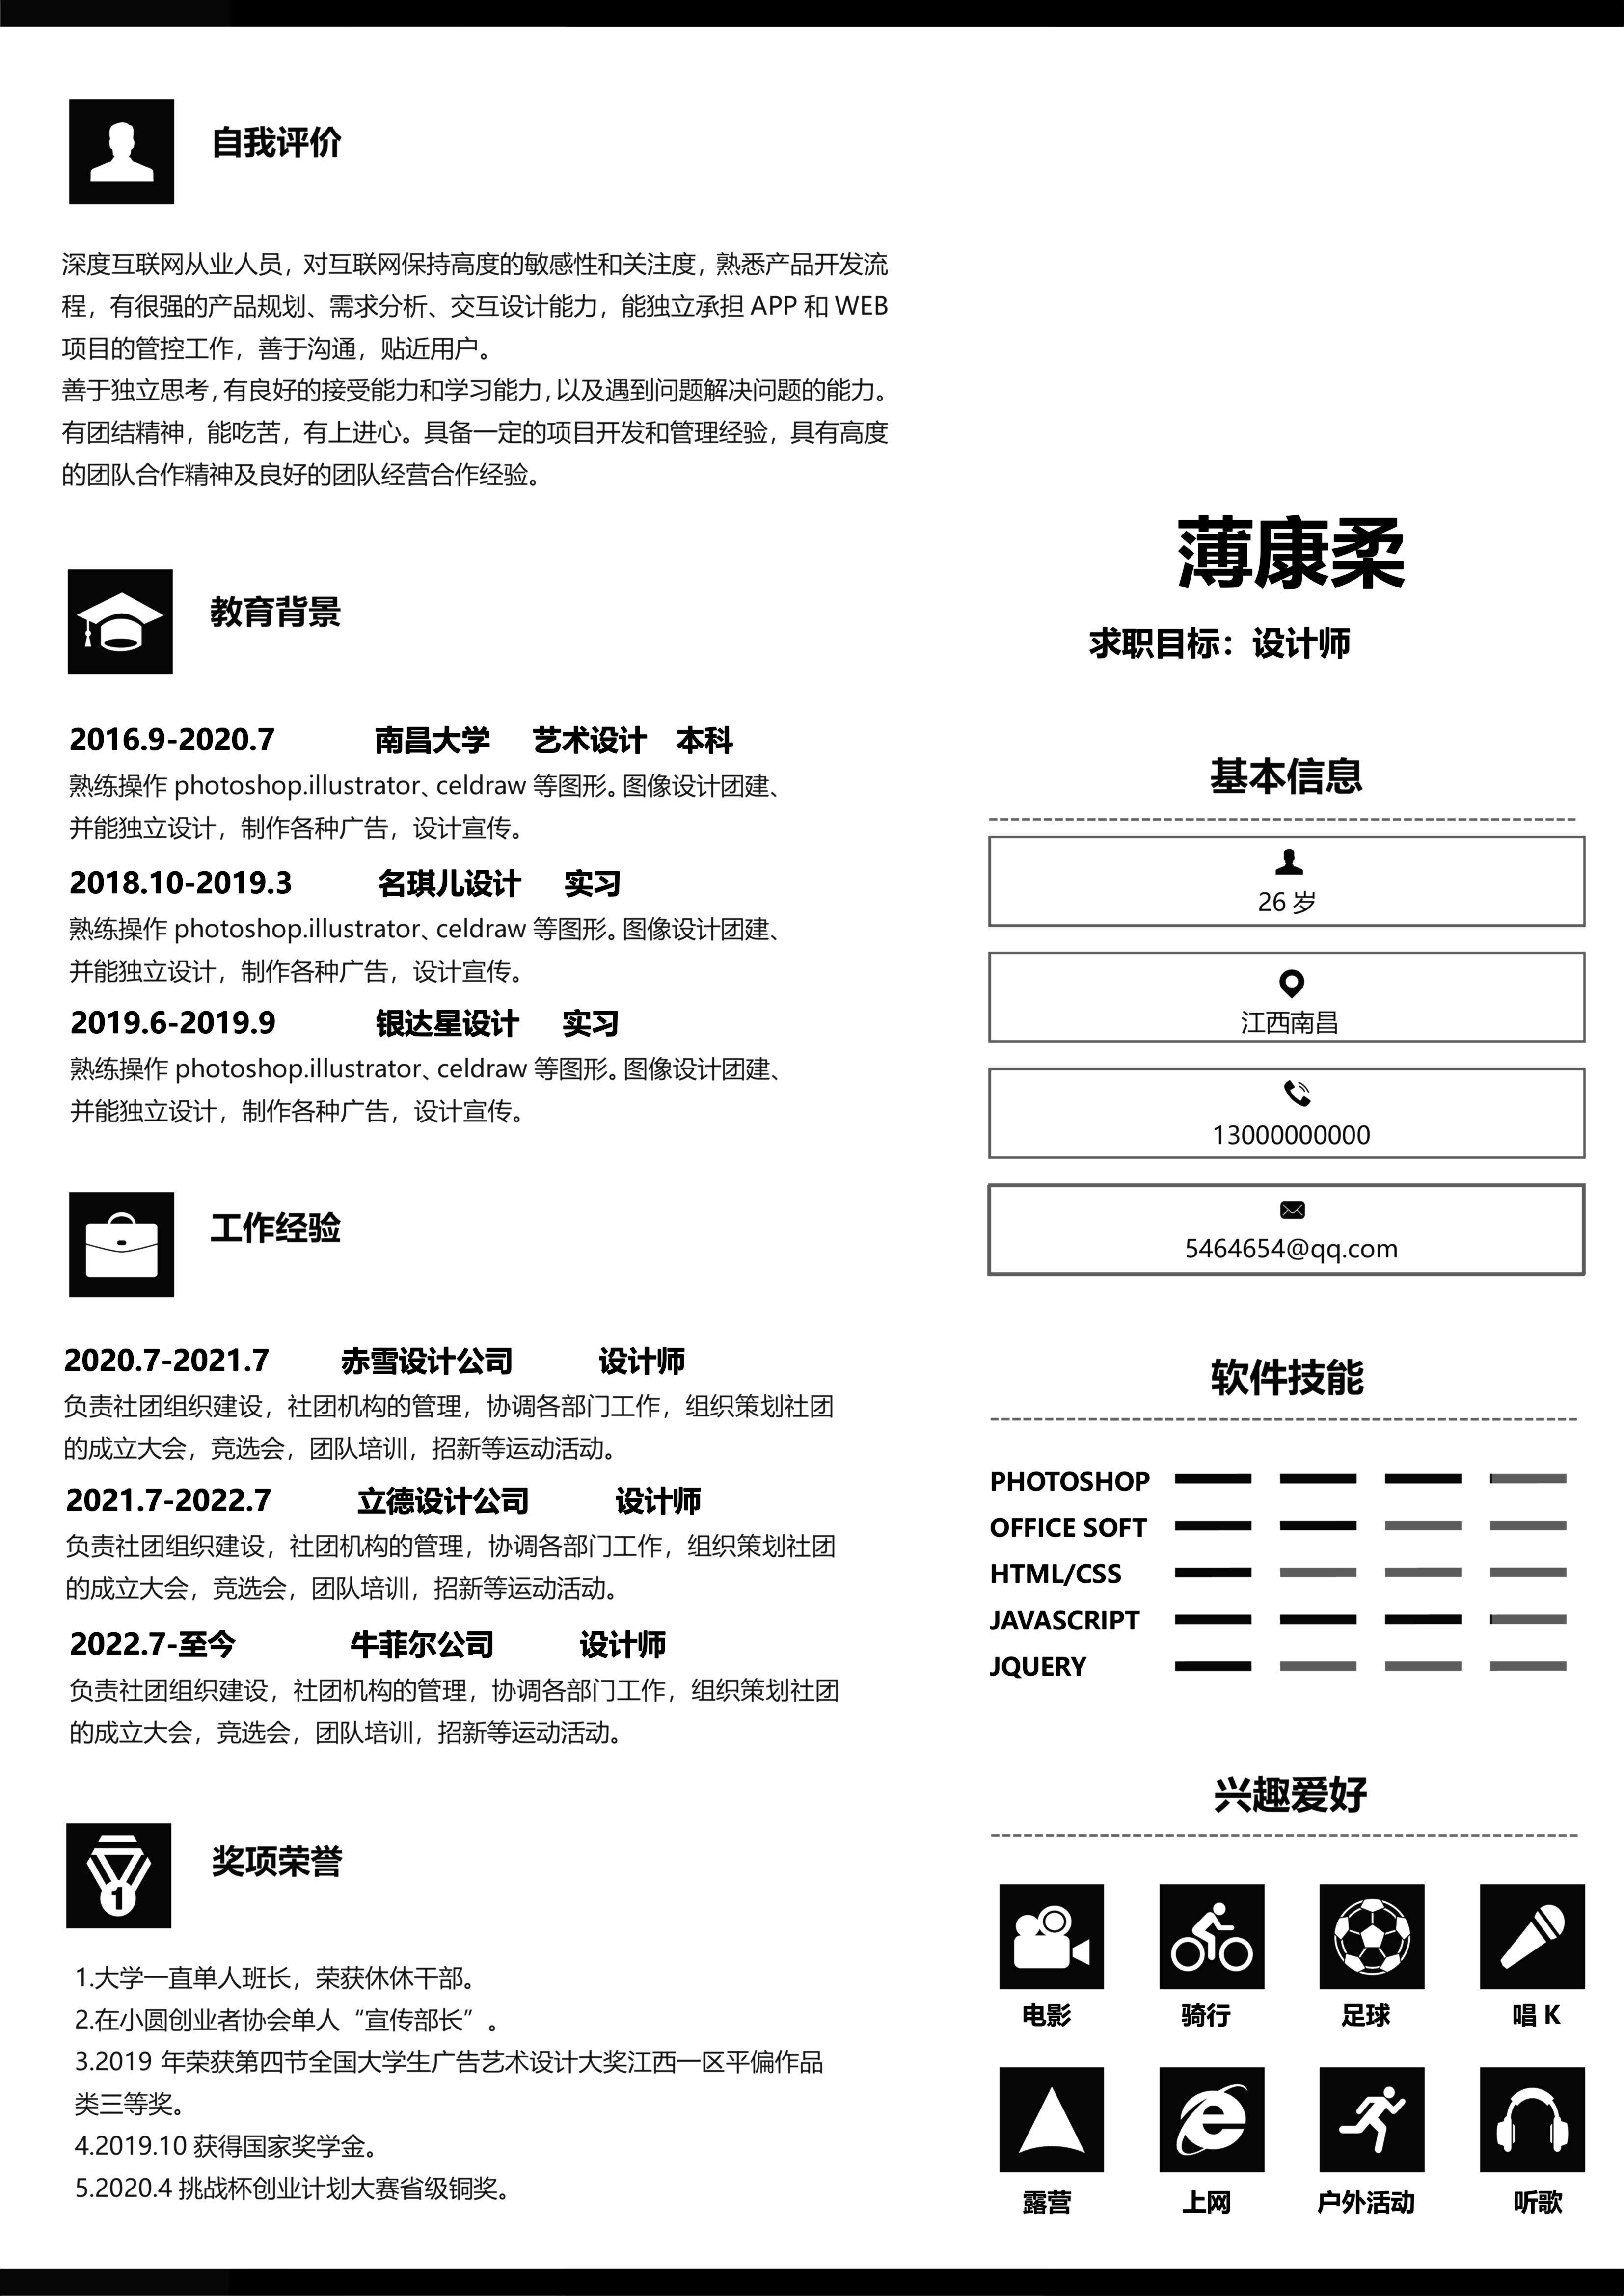 自我评价
深度互联网从业人员，对互联网保持高度的敏感性和关注度，熟悉产品开发流
程，有很强的产品规划、需求分析、交互设计能力，能独立承担 APP 和 WEB
项目的管控工作，善于沟通，贴近用户。
善于独立思考，有良好的接受能力和学习能力，以及遇到问题解决问题的能力。
有团结精神，能吃苦，有上进心。具备一定的项目开发和管理经验，具有高度
的团队合作精神及良好的团队经营合作经验。
教育背景
2016.9-2020.7 南昌大学 艺术设计 本科
熟练操作 photoshop.illustrator、celdraw 等图形。图像设计团建、
并能独立设计，制作各种广告，设计宣传。
2018.10-2019.3 名琪儿设计 实习
熟练操作 photoshop.illustrator、celdraw 等图形。图像设计团建、
并能独立设计，制作各种广告，设计宣传。
2019.6-2019.9 银达星设计 实习
熟练操作 photoshop.illustrator、celdraw 等图形。图像设计团建、
并能独立设计，制作各种广告，设计宣传。
工作经验
2020.7-2021.7 赤雪设计公司 设计师
负责社团组织建设，社团机构的管理，协调各部门工作，组织策划社团
的成立大会，竞选会，团队培训，招新等运动活动。
2021.7-2022.7 立德设计公司 设计师
负责社团组织建设，社团机构的管理，协调各部门工作，组织策划社团
的成立大会，竞选会，团队培训，招新等运动活动。
2022.7-至今 牛菲尔公司 设计师
负责社团组织建设，社团机构的管理，协调各部门工作，组织策划社团
的成立大会，竞选会，团队培训，招新等运动活动。
1
奖项荣誉
1.大学一直单人班长，荣获休休干部。
2.在小圆创业者协会单人“宣传部长”。
3.2019 年荣获第四节全国大学生广告艺术设计大奖江西一区平偏作品
类三等奖。
4.2019.10 获得国家奖学金。
5.2020.4 挑战杯创业计划大赛省级铜奖。
薄康柔
求职目标：设计师
基本信息
26 岁
江西南昌
13000000000
5464654@qq.com
软件技能
PHOTOSHOP
OFFICE SOFT
HTML/CSS
JAVASCRIPT
JQUERY
兴趣爱好
电影 骑行 足球 唱 K
露营 上网 户外活动 听歌